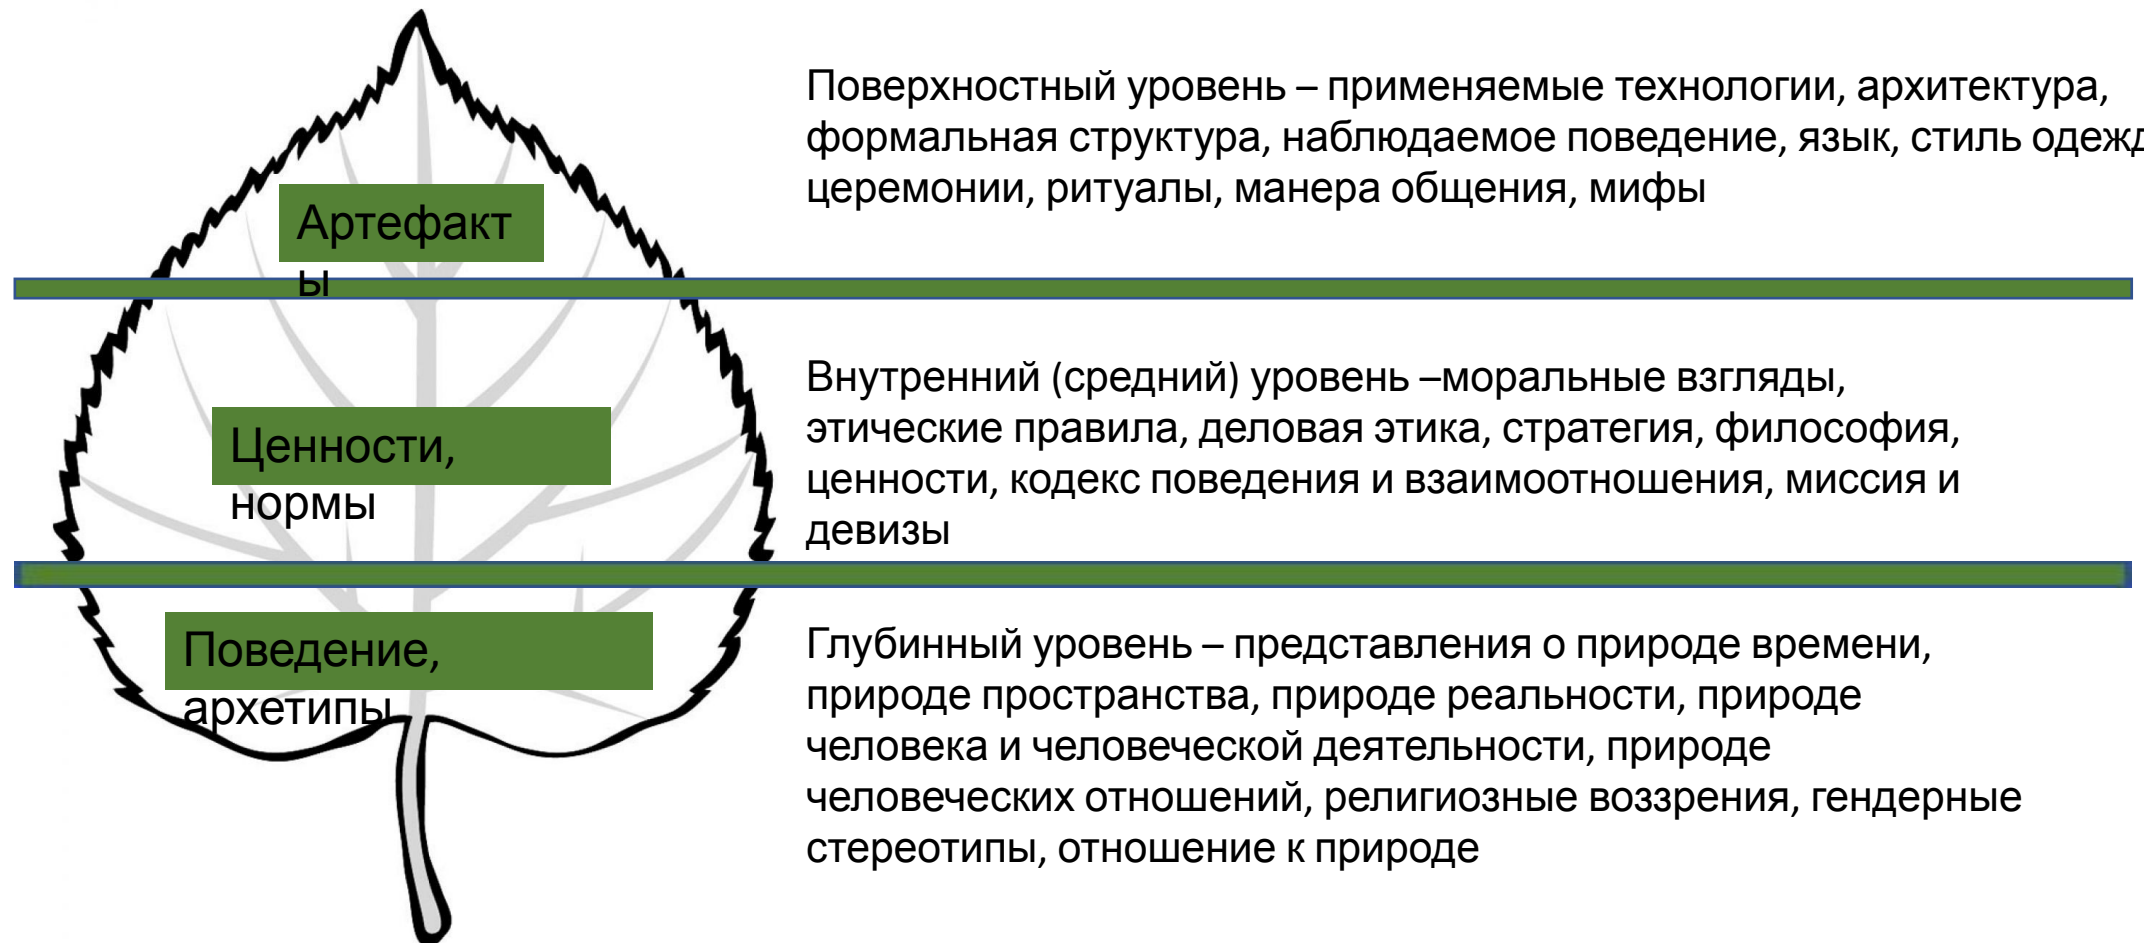 Поверхностный уровень – применяемые технологии, архитектура,
формальная структура, наблюдаемое поведение, язык, стиль одежд
церемонии, ритуалы, манера общения, мифы
Артефакт
ы
Внутренний (средний) уровень –моральные взгляды,
этические правила, деловая этика, стратегия, философия,
ценности, кодекс поведения и взаимоотношения, миссия и
девизы
Ценности,
нормы
Глубинный уровень – представления о природе времени,
природе пространства, природе реальности, природе
человека и человеческой деятельности, природе
человеческих отношений, религиозные воззрения, гендерные
стереотипы, отношение к природе
Поведение,
архетипы